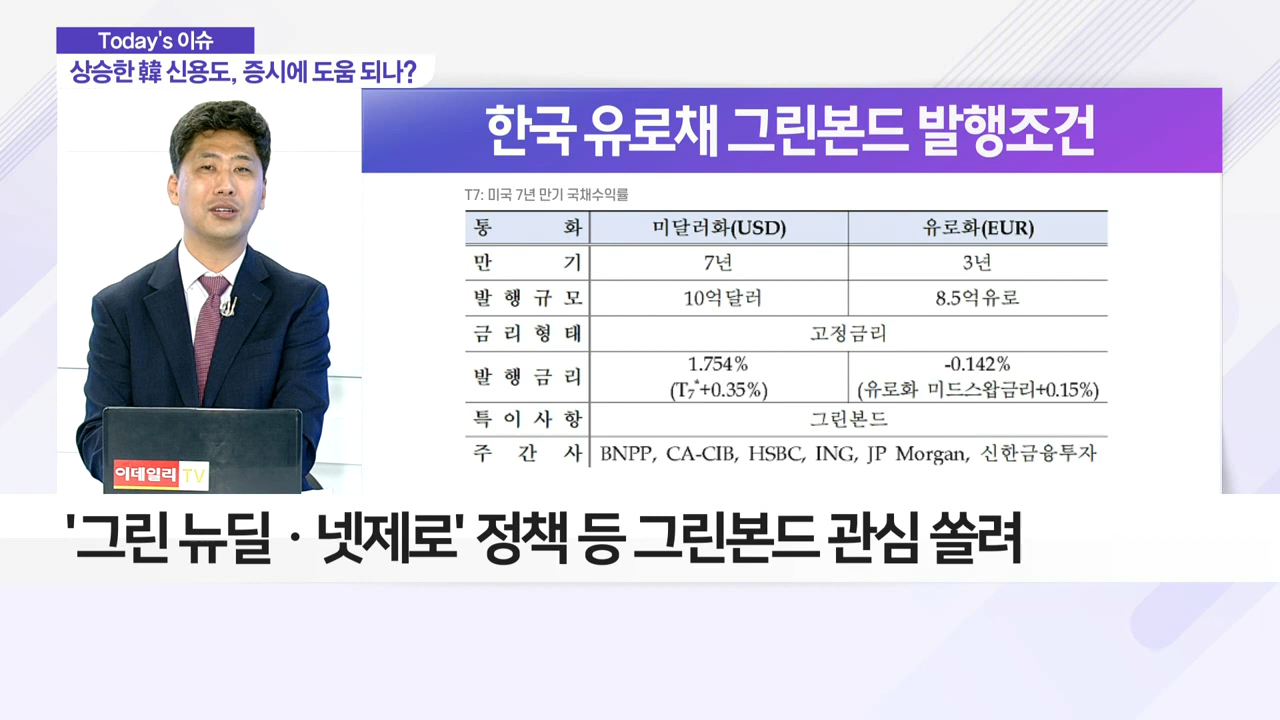 Today's 이슈
상승한 韓 신용도, 증시에 도움 되나?
한국 유로채 그린본드 발행조건
T7: 미국 7년 만기 국채수익률
통 화 미달러화(USD) 유로화(EUR)
만 기 7년 3년
발 행 규 모 10억달러 8.5억유로
금 리 형 태 고정금리
발 행 금 리 1.754% -0.142%
(T₇*+0.35%) (유로화 미드스왑금리+0.15%)
특 이 사 항 그린본드
주 간 사 BNPP, CA-CIB, HSBC, ING, JP Morgan, 신한금융투자
이데일리 TV
'그린 뉴딜 · 넷제로' 정책 등 그린본드 관심 쏠려